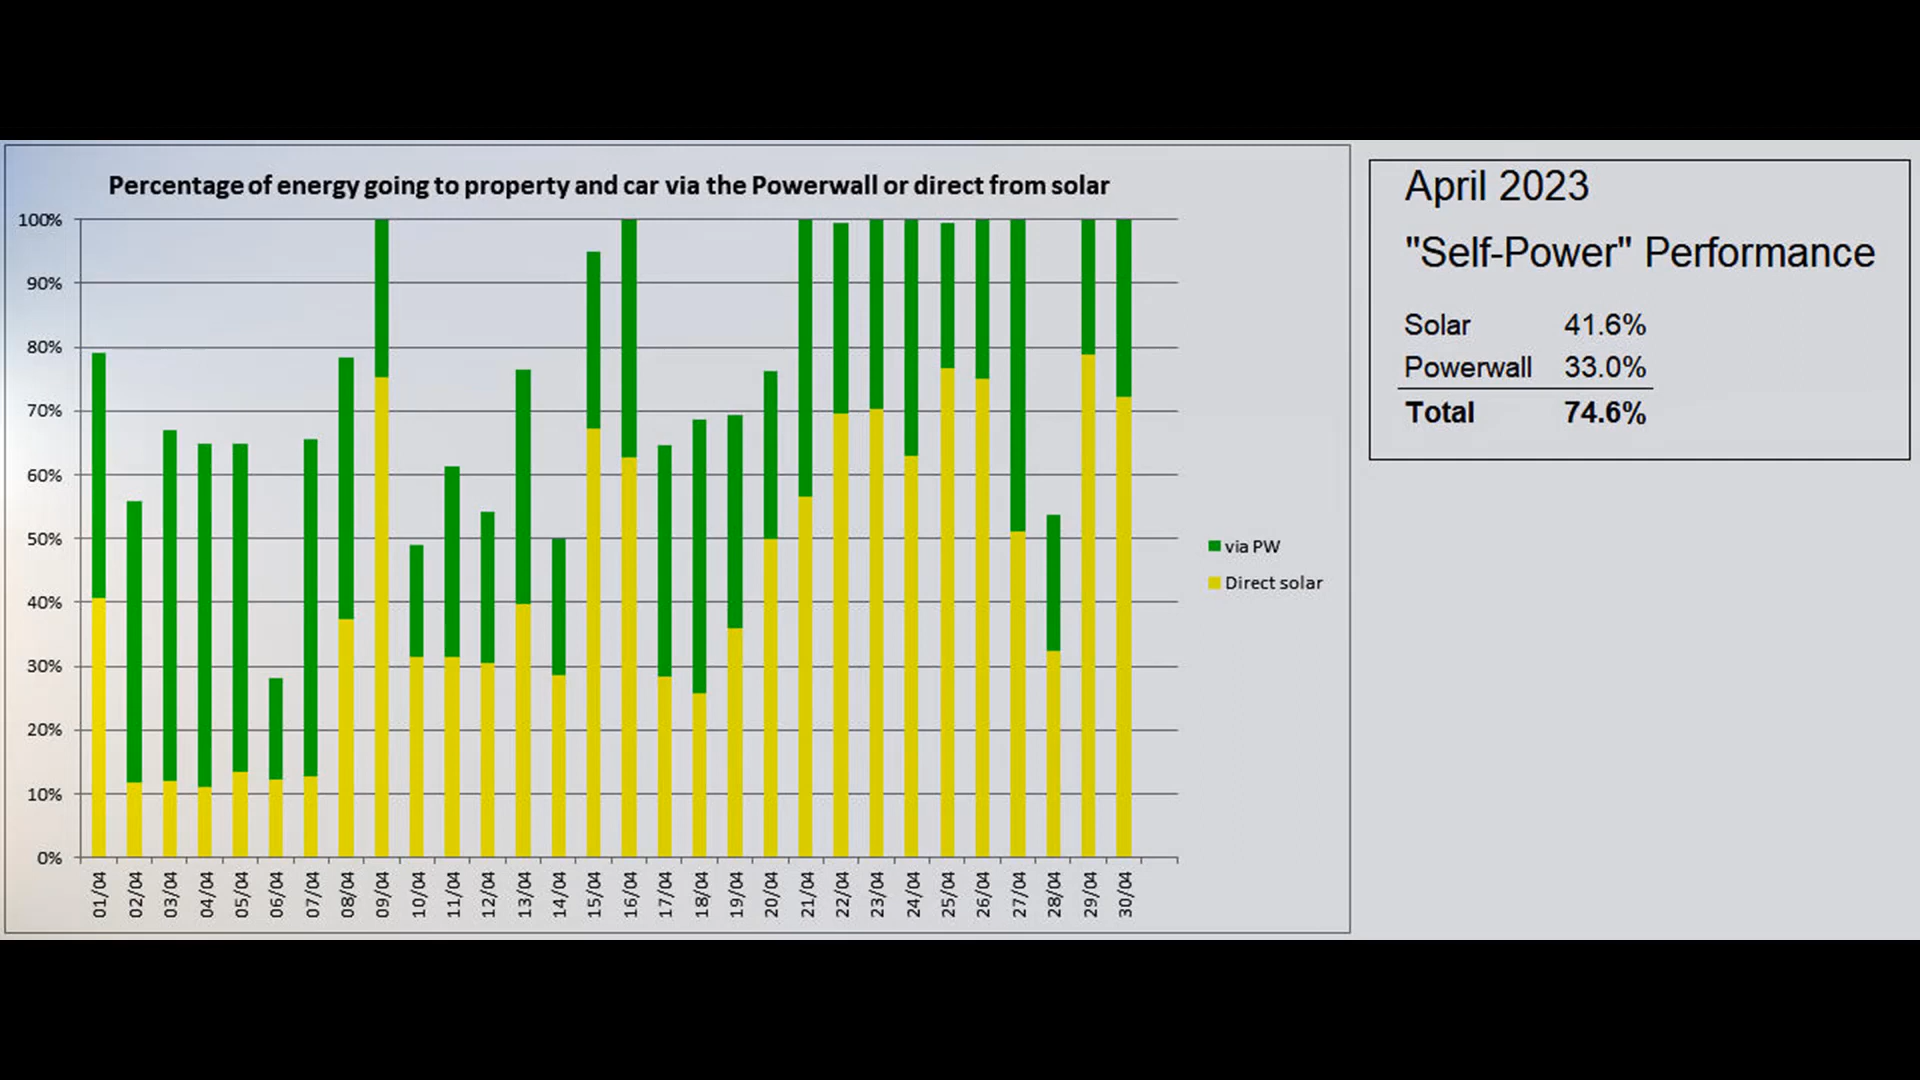 Percentage of energy going to property and car via the Powerwall or direct from solar
100%
90%
80%
70%
60%
50%
40%
30%
20%
10%
0%
01/04 02/04 03/04 04/04 05/04 06/04 07/04 08/04 09/04 10/04 11/04 12/04 13/04 14/04 15/04 16/04 17/04 18/04 19/04 20/04 21/04 22/04 23/04 24/04 25/04 26/04 27/04 28/04 29/04 30/04
via PW
Direct solar
April 2023
"Self-Power" Performance
Solar 41.6%
Powerwall 33.0%
Total 74.6%